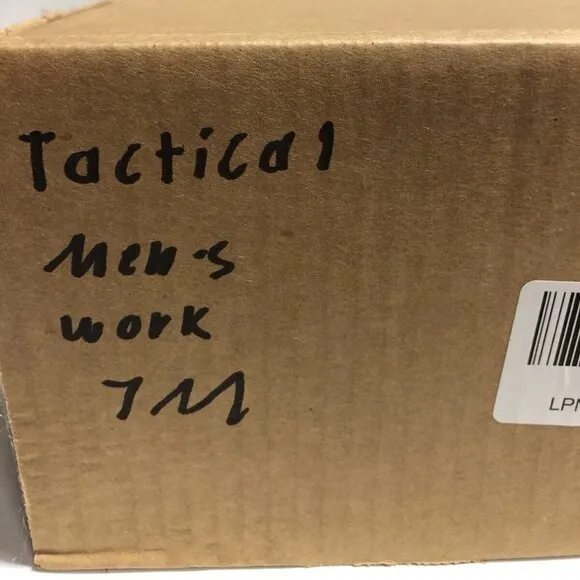 Tactical
Men's
work
7M
LPN